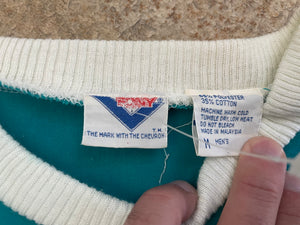 PONY
T.M.
THE MARK WITH THE CHEVRON
65% POLYESTER
35% COTTON
MACHINE WASH COLD
TUMBLE DRY, LOW HEAT
DO NOT BLEACH
MADE IN MALAYSIA
M MEN'S